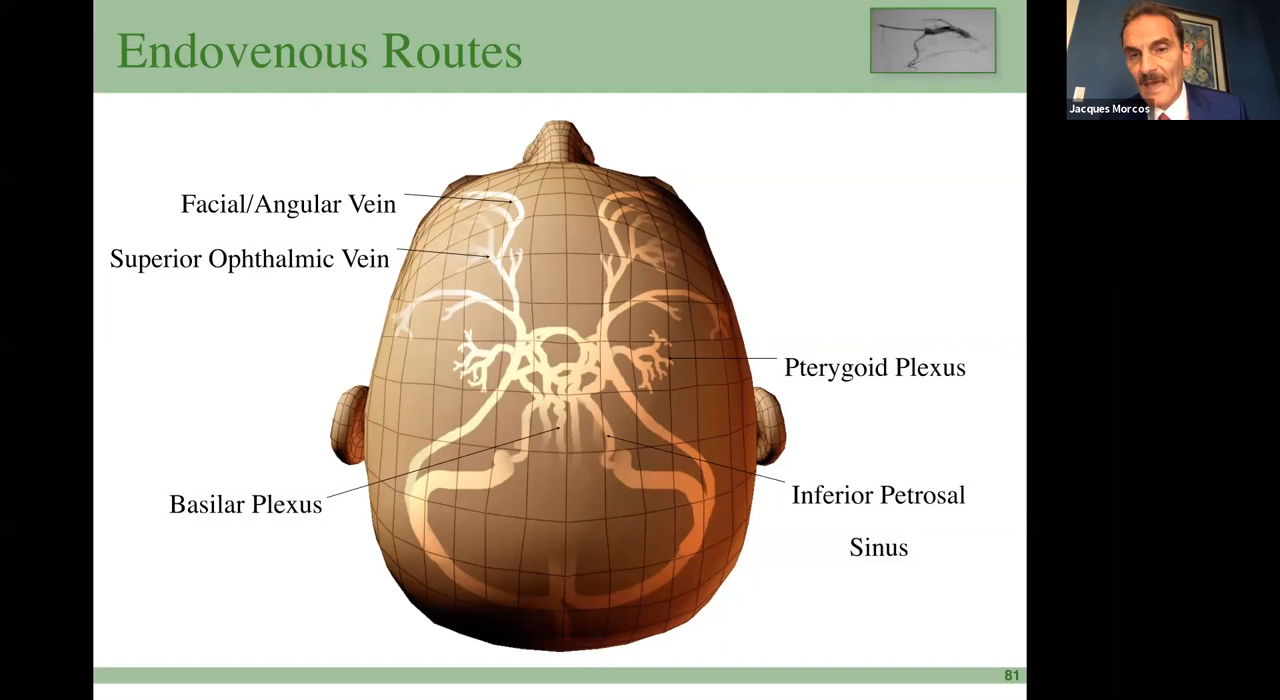 Endovenous Routes
Jacques Morcos
Facial/Angular Vein
Superior Ophthalmic Vein
Pterygoid Plexus
Basilar Plexus
Inferior Petrosal
Sinus
81